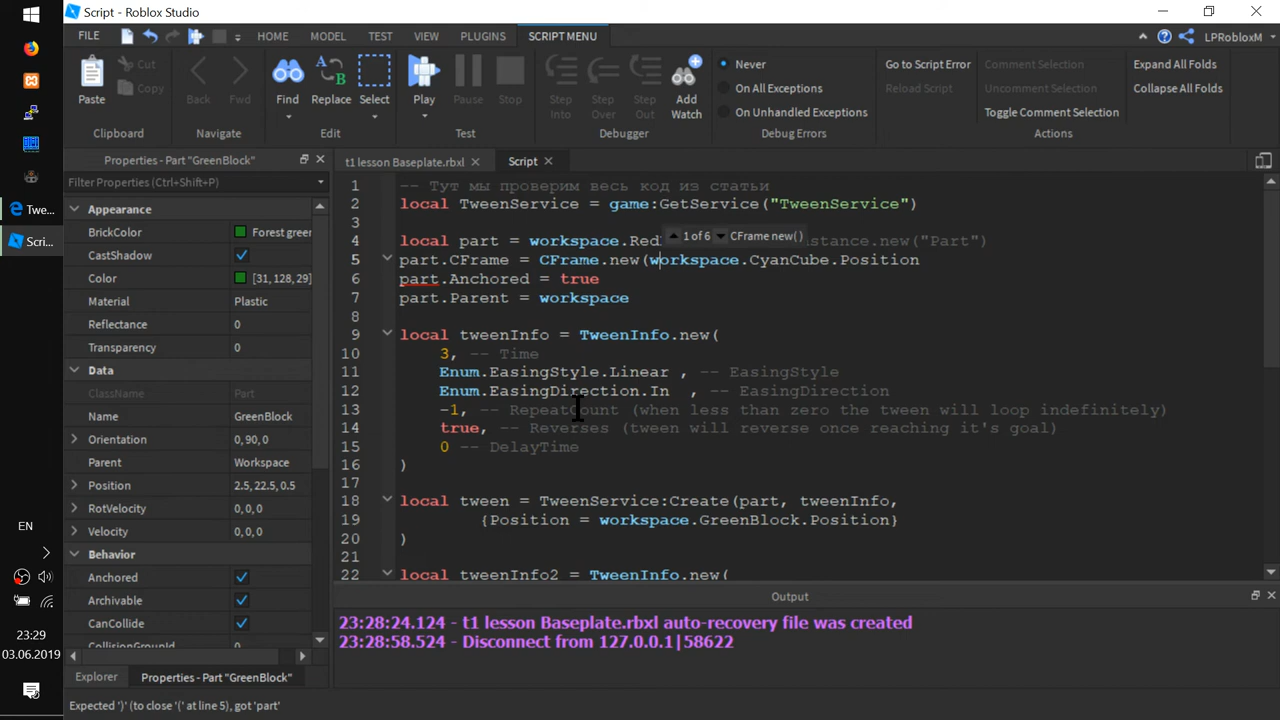 Script - Roblox Studio
FILE HOME MODEL TEST VIEW PLUGINS SCRIPT MENU LPRobloxM
Paste Cut Copy Back Fwd Find Replace Select Play Pause Stop Step Into Step Over Step Out Add Watch
Never
On All Exceptions
On Unhandled Exceptions
Go to Script Error
Reload Script
Comment Selection
Uncomment Selection
Toggle Comment Selection
Expand All Folds
Collapse All Folds
Clipboard Navigate Edit Test Debugger Debug Errors Actions
Properties - Part "GreenBlock"
Filter Properties (Ctrl+Shift+P)
Appearance
BrickColor Forest green
CastShadow
Color [31, 128, 29]
Material Plastic
Reflectance 0
Transparency 0
Data
ClassName Part
Name GreenBlock
Orientation 0, 90, 0
Parent Workspace
Position 2.5, 22.5, 0.5
RotVelocity 0, 0, 0
Velocity 0, 0, 0
Behavior
Anchored
Archivable
CanCollide
CollisionGroupId 0
Explorer Properties - Part "GreenBlock"
t1 lesson Baseplate.rbxl Script
1 -- Тут мы проверим весь код из статьи
2 local TweenService = game:GetService("TweenService")
3
4 local part = workspace.Red 1 of 6 CFrame new() nstance.new("Part")
5 part.CFrame = CFrame.new(workspace.CyanCube.Position
6 part.Anchored = true
7 part.Parent = workspace
8
9 local tweenInfo = TweenInfo.new(
10 3, -- Time
11 Enum.EasingStyle.Linear , -- EasingStyle
12 Enum.EasingDirection.In , -- EasingDirection
13 -1, -- RepeatCount (when less than zero the tween will loop indefinitely)
14 true, -- Reverses (tween will reverse once reaching it's goal)
15 0 -- DelayTime
16 )
17
18 local tween = TweenService:Create(part, tweenInfo,
19 {Position = workspace.GreenBlock.Position}
20 )
21
22 local tweenInfo2 = TweenInfo.new(
Output
23:28:24.124 - t1 lesson Baseplate.rbxl auto-recovery file was created
23:28:58.524 - Disconnect from 127.0.0.1|58622
Expected ')' (to close '(' at line 5), got 'part'
Twe...
Scri...
EN
23:29
03.06.2019